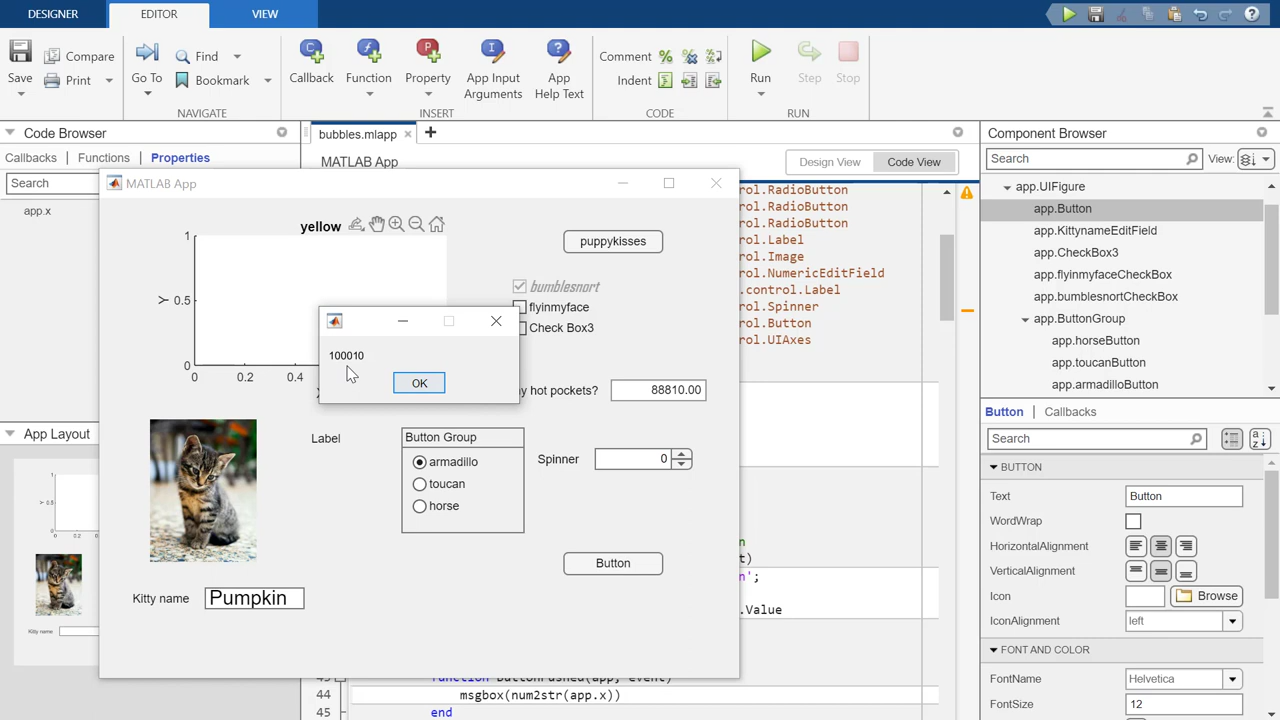 DESIGNER EDITOR VIEW
Save
Compare
Print
Go To
Find
Bookmark
NAVIGATE
Callback
Function
Property
App Input
Arguments
App
Help Text
INSERT
Comment
Indent
CODE
Run
Step
Stop
RUN
Code Browser
Callbacks Functions Properties
Search
app.x
App Layout
Kitty name
bubbles.mlapp
MATLAB App
Design View Code View
rol.RadioButton
rol.RadioButton
rol.RadioButton
rol.Label
rol.Image
rol.NumericEditField
.control.Label
rol.Spinner
rol.Button
rol.UIAxes
t)
n';
.Value
44 msgbox(num2str(app.x))
45 end
MATLAB App
yellow
1
Y 0.5
0
0 0.2 0.4
puppykisses
bumblesnort
flyinmyface
Check Box3
100010
OK
y hot pockets? 88810.00
Label
Button Group
armadillo
toucan
horse
Spinner 0
Button
Kitty name Pumpkin
Component Browser
Search View:
app.UIFigure
app.Button
app.KittynameEditField
app.CheckBox3
app.flyinmyfaceCheckBox
app.bumblesnortCheckBox
app.ButtonGroup
app.horseButton
app.toucanButton
app.armadilloButton
Button Callbacks
Search
BUTTON
Text Button
WordWrap
HorizontalAlignment
VerticalAlignment
Icon Browse
IconAlignment left
FONT AND COLOR
FontName Helvetica
FontSize 12